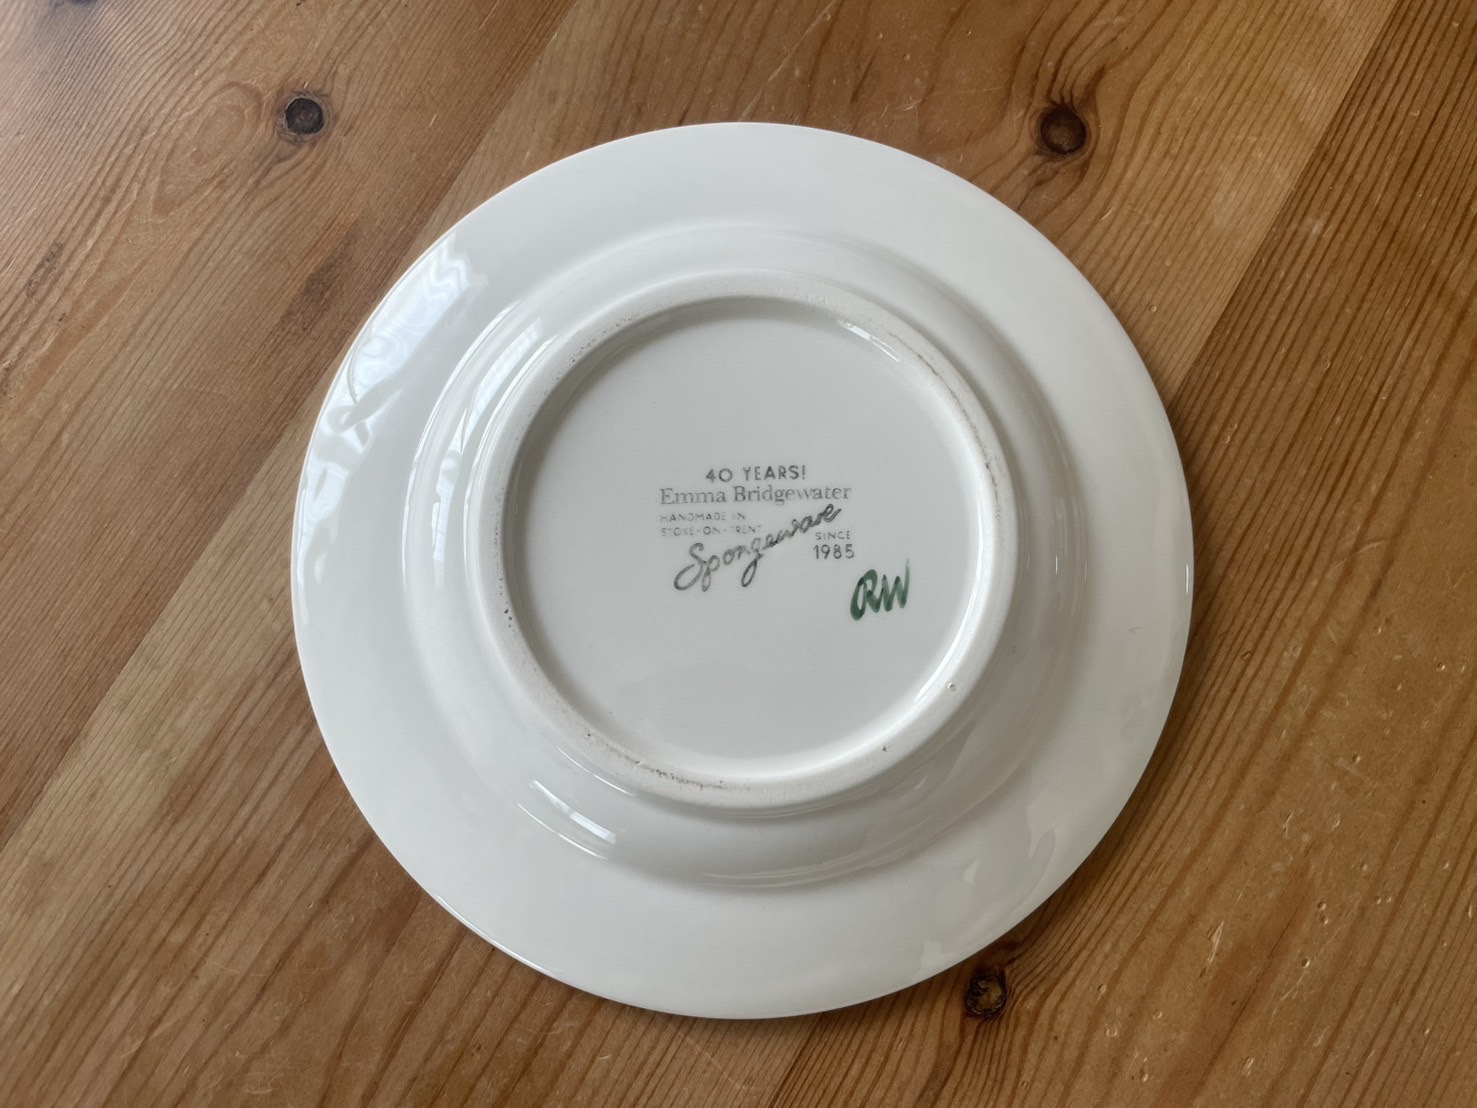 40 YEARS!
Emma Bridgewater
HANDMADE IN
STOKE-ON-TRENT
Spongeware
SINCE
1985
RW